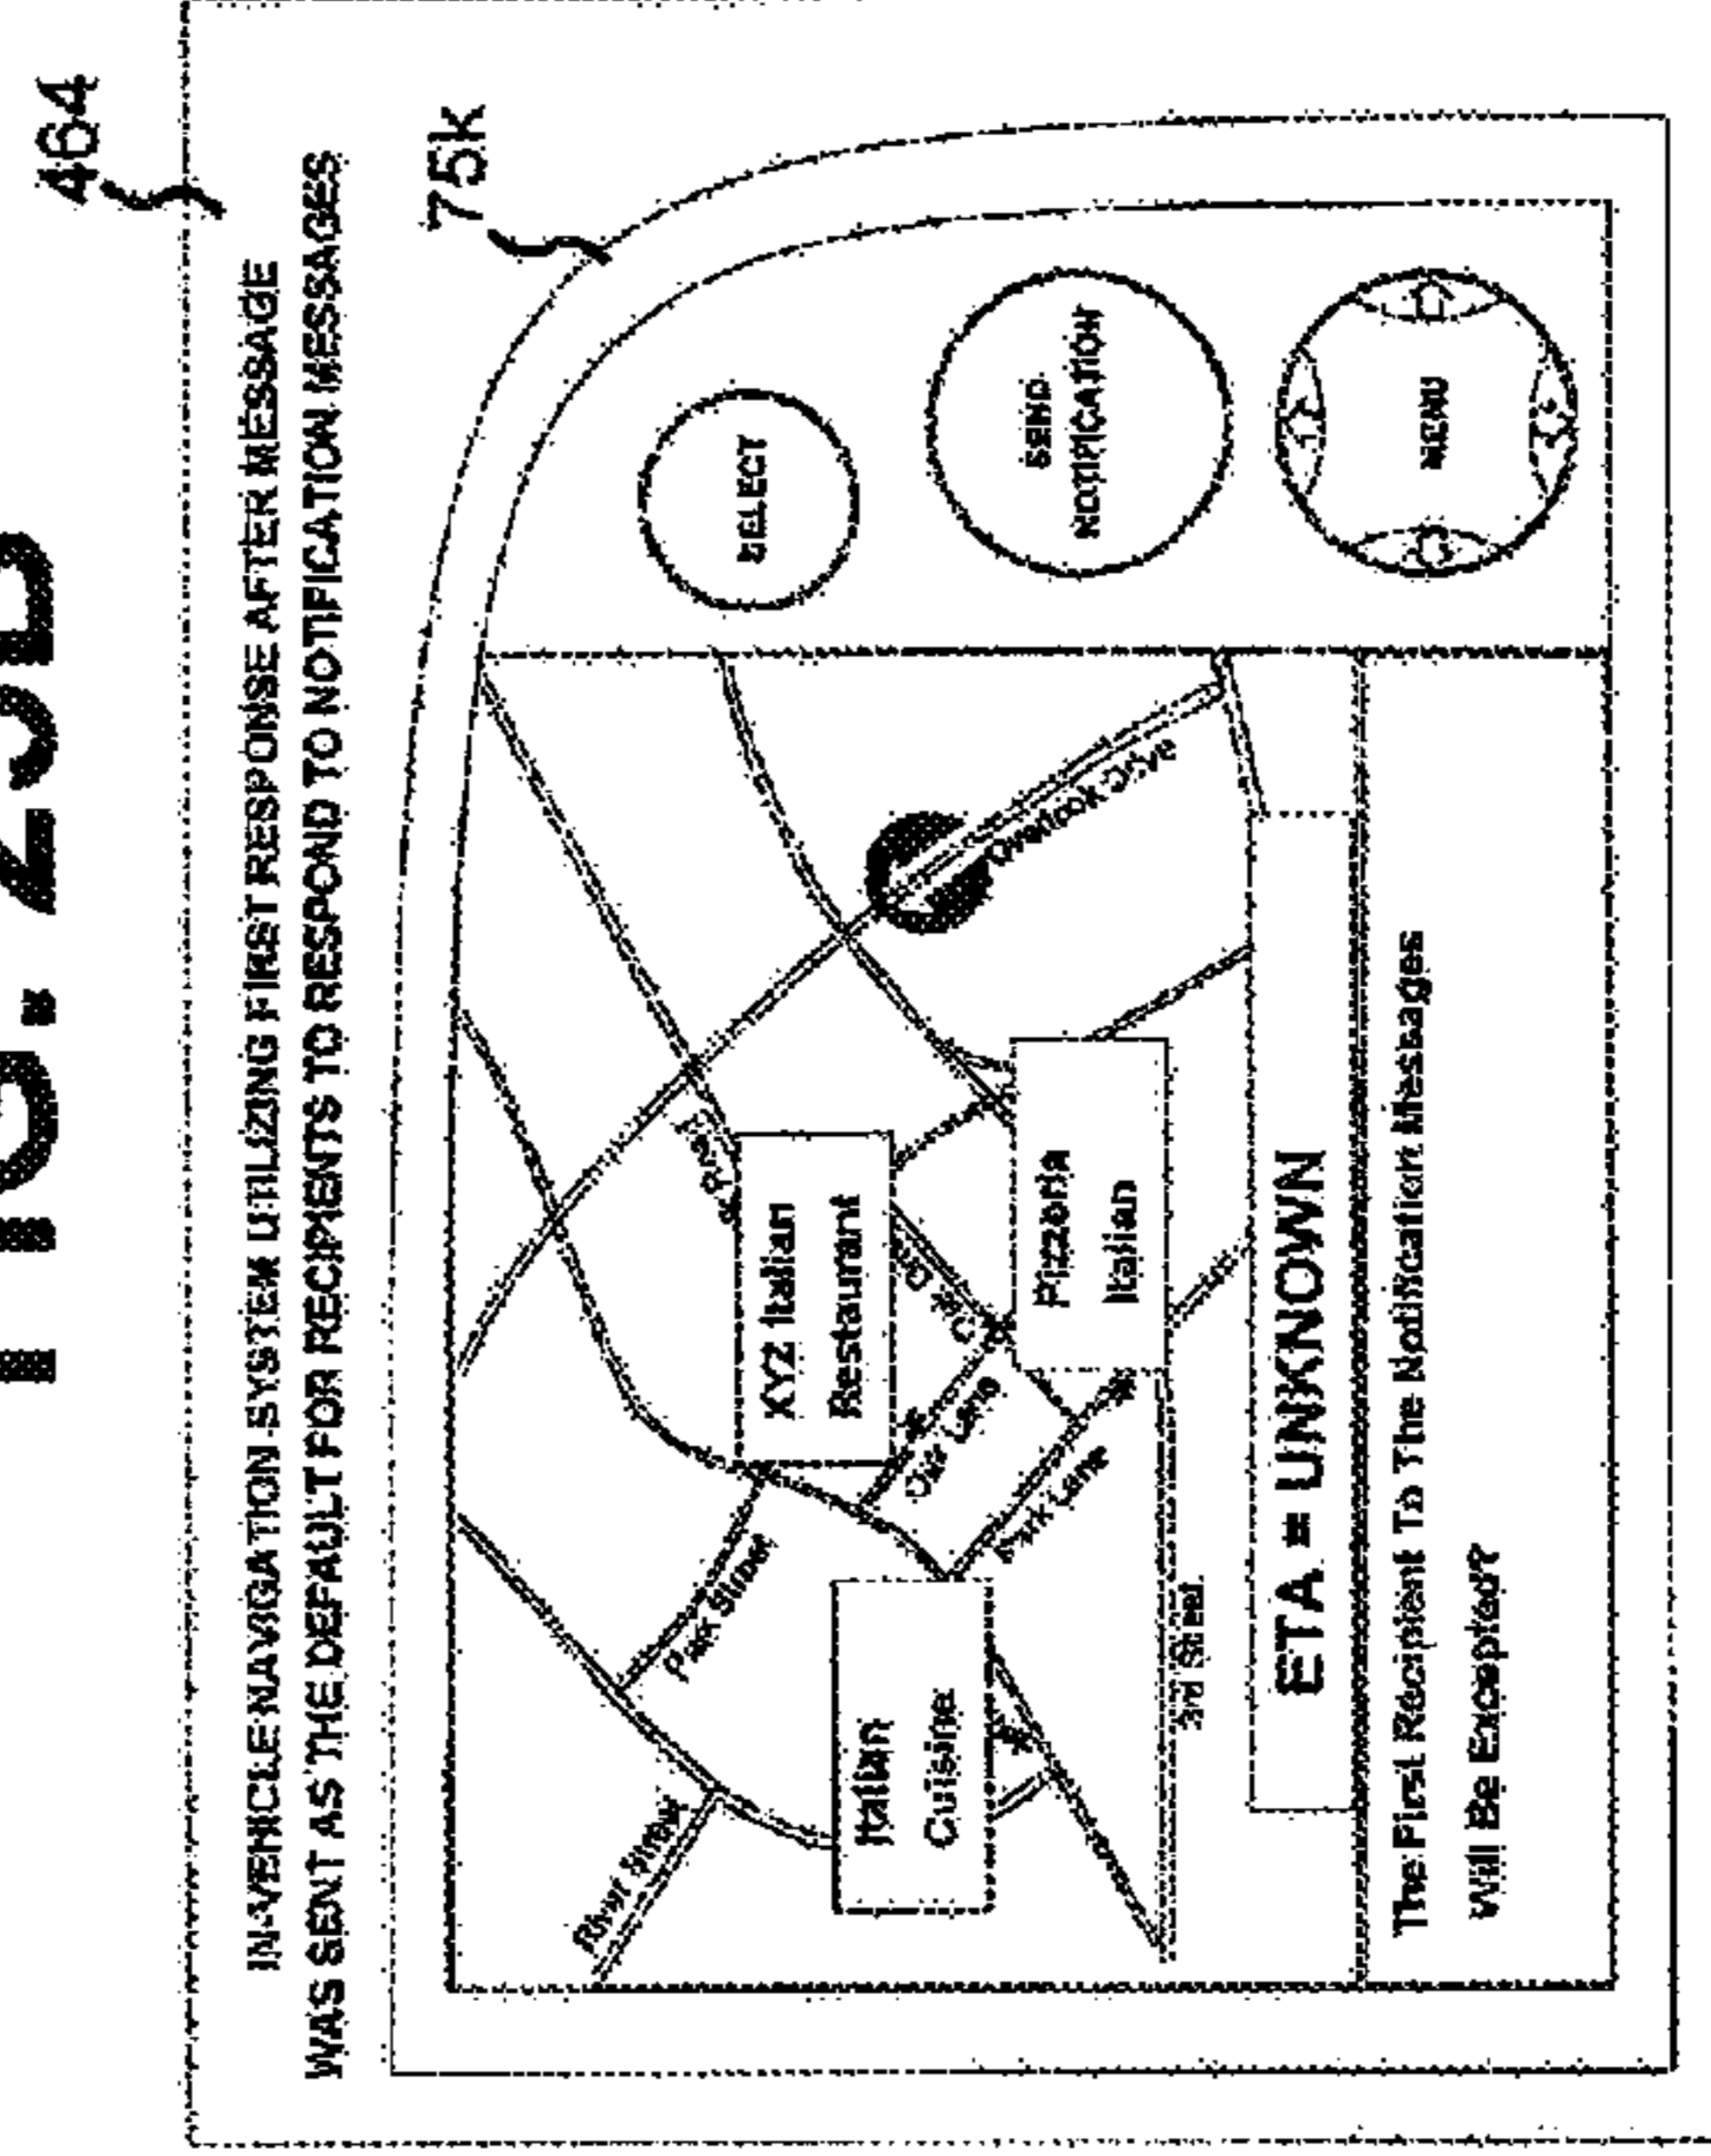 464
IN-VEHICLE NAVIGATION SYSTEM UTILIZING FIRST RESPONSE AFTER MESSAGE
WAS SENT AS THE DEFAULT FOR RECIPIENTS TO RESPOND TO NOTIFICATION MESSAGES
75k
River Street
Park Street
XYZ Italian
Restaurant
Italian
Cuisine
Oak Lane
Park Lane
Pizzeria
Italian
Overlook Drive
3rd Street
ETA = UNKNOWN
The First Recipient To The Notification Messages
Will Be Excepted?
SELECT
SEND
NOTIFICATION
MENU